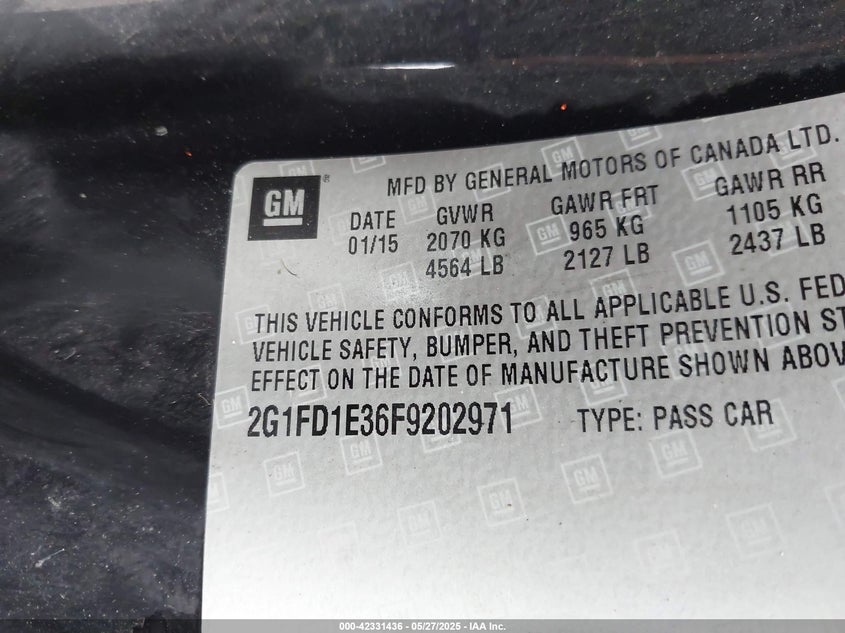 GM ®
MFD BY GENERAL MOTORS OF CANADA LTD.
DATE GVWR GAWR FRT GAWR RR
01/15 2070 KG 965 KG 1105 KG
4564 LB 2127 LB 2437 LB
THIS VEHICLE CONFORMS TO ALL APPLICABLE U.S. FED
VEHICLE SAFETY, BUMPER, AND THEFT PREVENTION ST
EFFECT ON THE DATE OF MANUFACTURE SHOWN ABOV
2G1FD1E36F9202971 TYPE: PASS CAR
000-42331436 - 05/27/2025 - IAA Inc.